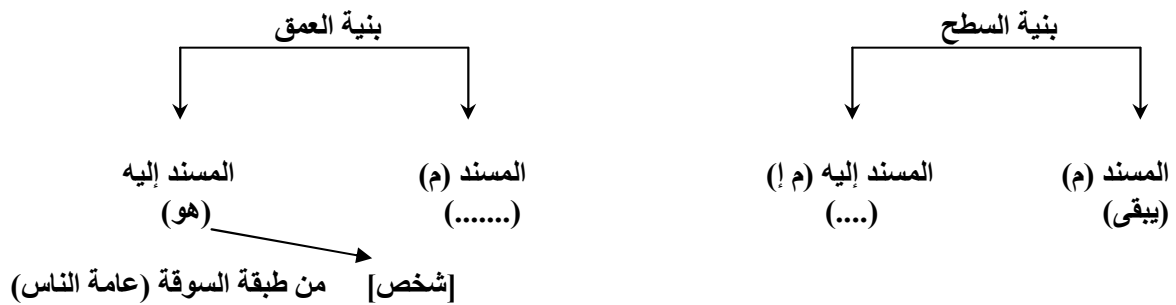 بنية السطح	بنية العمق
المسند (م)	المسند إليه (م إ)	المسند (م)	المسند إليه
(يبقى)	(....)	(.......)	(هو)
[شخص] من طبقة السوقة (عامة الناس)